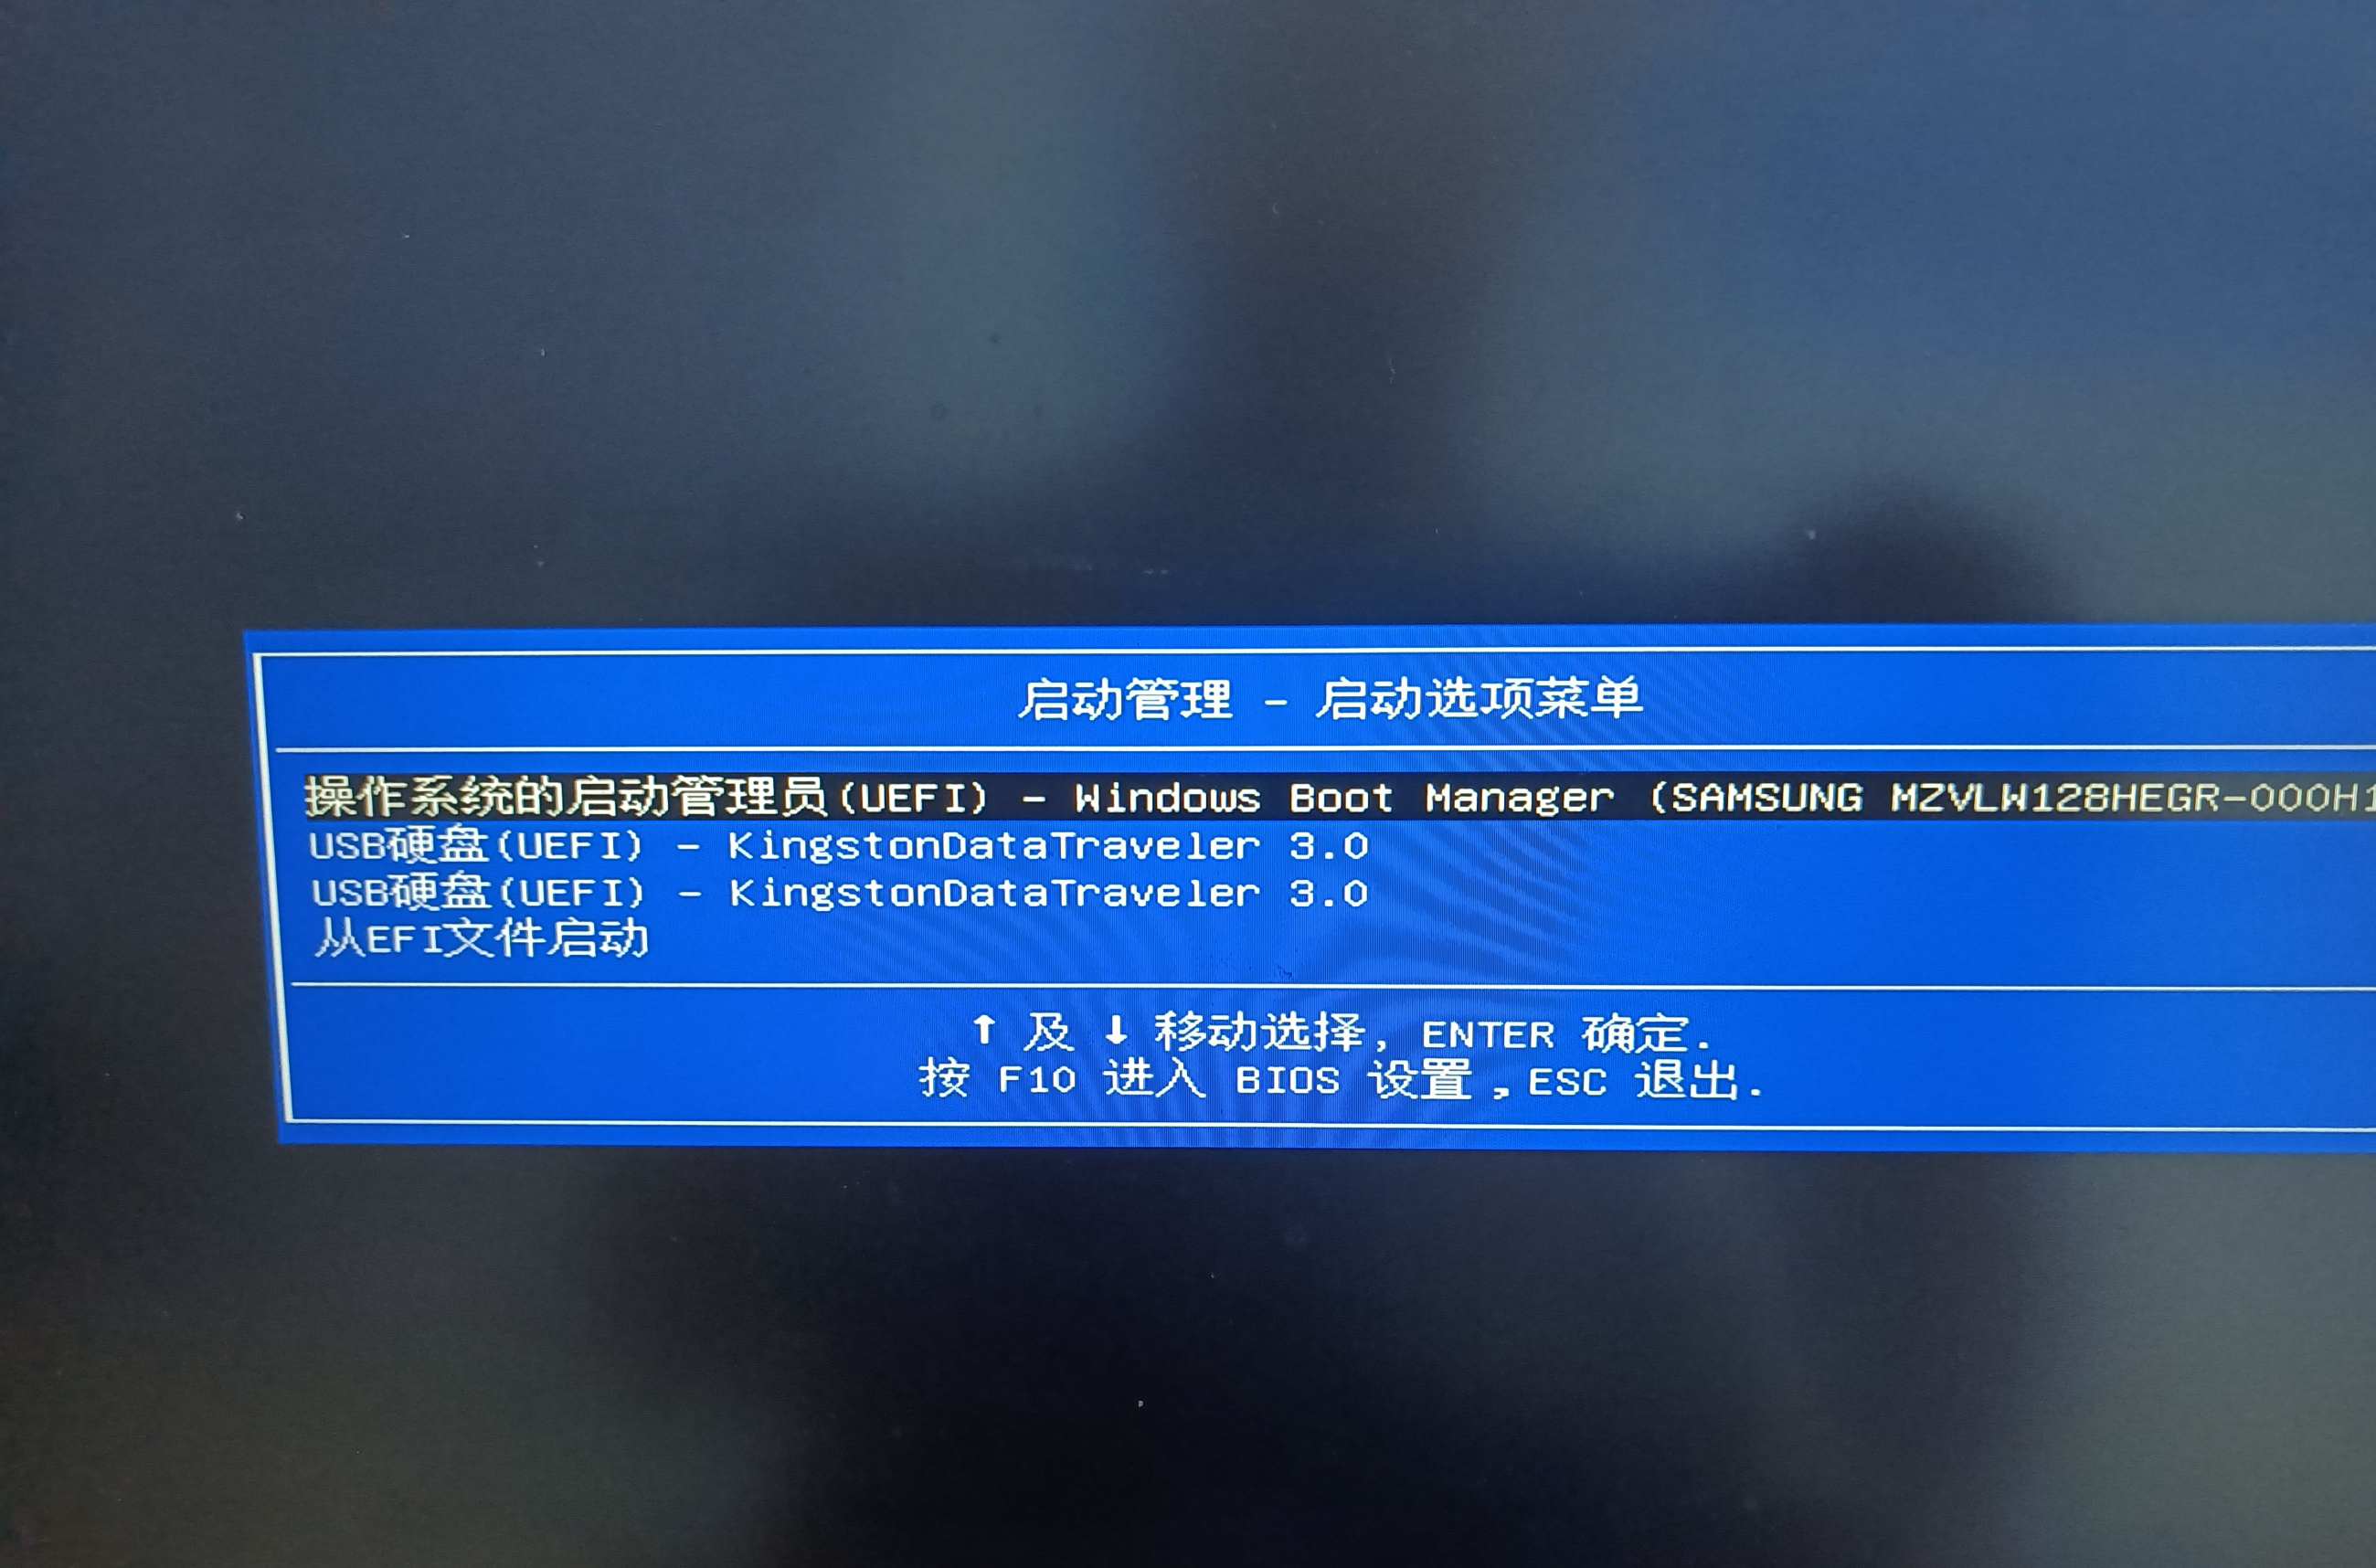 启动管理 - 启动选项菜单
操作系统的启动管理员(UEFI) - Windows Boot Manager (SAMSUNG MZVLW128HEGR-000H1
USB硬盘(UEFI) - KingstonDataTraveler 3.0
USB硬盘(UEFI) - KingstonDataTraveler 3.0
从EFI文件启动
↑ 及 ↓ 移动选择, ENTER 确定.
按 F10 进入 BIOS 设置,ESC 退出.